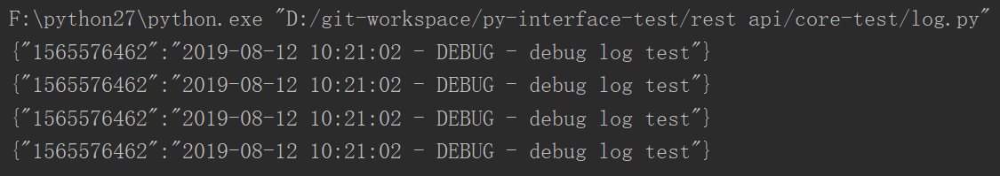 F:\python27\python.exe "D:/git-workspace/py-interface-test/rest api/core-test/log.py"
{"1565576462":"2019-08-12 10:21:02 - DEBUG - debug log test"}
{"1565576462":"2019-08-12 10:21:02 - DEBUG - debug log test"}
{"1565576462":"2019-08-12 10:21:02 - DEBUG - debug log test"}
{"1565576462":"2019-08-12 10:21:02 - DEBUG - debug log test"}